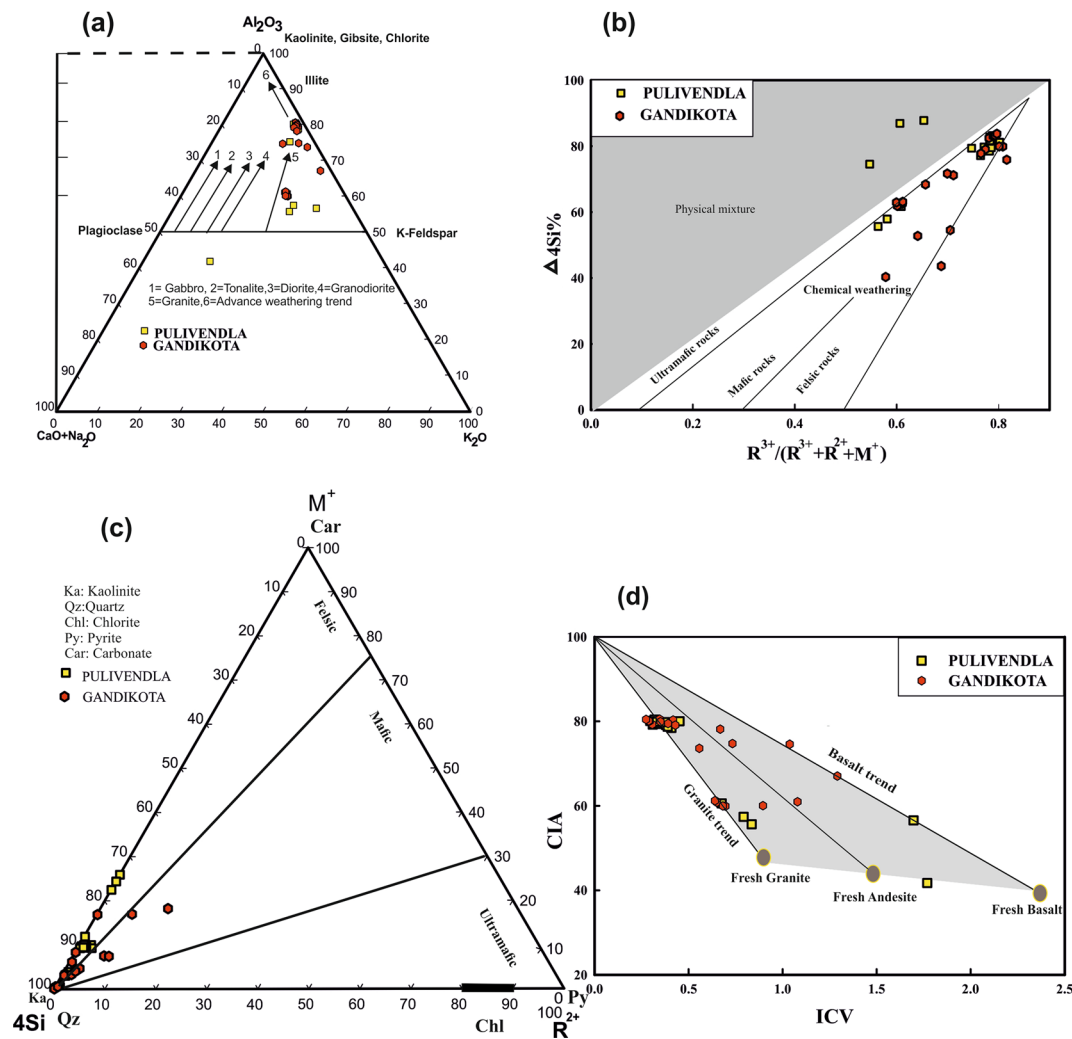 (a)
Al2O3
Kaolinite, Gibsite, Chlorite
0 100
6
Illite
10 90
20 80
30 70
40 60
1 2 3 4 5
Plagioclase 50 50 K-Feldspar
60 40
1= Gabbro, 2=Tonalite,3=Diorite,4=Granodiorite
5=Granite,6=Advance weathering trend
70 30
PULIVENDLA
GANDIKOTA
80 20
90 10
100 0
0 10 20 30 40 50 60 70 80 90 100
CaO+Na2O
K2O
(b)
PULIVENDLA
GANDIKOTA
Physical mixture
Chemical weathering
Ultramafic rocks
Mafic rocks
Felsic rocks
Δ4Si%
100
80
60
40
20
0
0.0 0.2 0.4 0.6 0.8
R3+/(R3++R2++M+)
(c)
M+
Car
0 100
Ka: Kaolinite
Qz:Quartz
Chl: Chlorite
Py: Pyrite
Car: Carbonate
PULIVENDLA
GANDIKOTA
10 90
20 80
30 70
40 60
50 50
60 40
70 30
80 20
90 10
100 0
Felsic
Mafic
Ultramafic
0 10 20 30 40 50 60 70 80 90 100
Ka
Qz
4Si
Chl
Py
R2+
(d)
PULIVENDLA
GANDIKOTA
CIA
100
80
60
40
20
Basalt trend
Granite trend
Fresh Granite
Fresh Andesite
Fresh Basalt
0.0 0.5 1.0 1.5 2.0 2.5
ICV